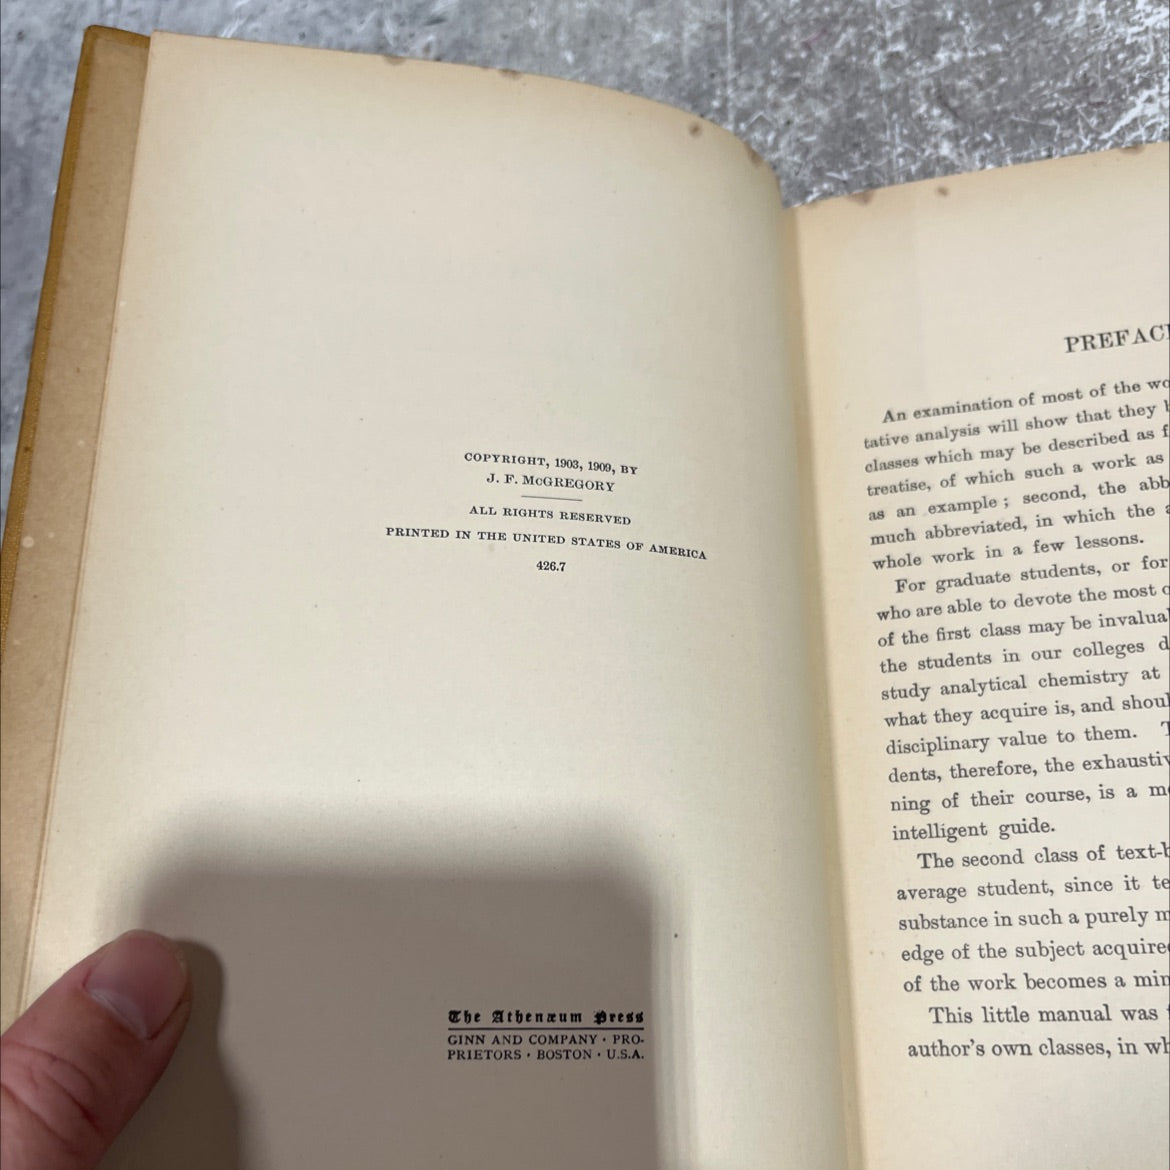 COPYRIGHT, 1903, 1909, BY
J. F. McGREGORY
ALL RIGHTS RESERVED
PRINTED IN THE UNITED STATES OF AMERICA
426.7
The Athenæum Press
GINN AND COMPANY · PRO-
PRIETORS · BOSTON · U.S.A.
PREFAC
An examination of most of the wo
tative analysis will show that they
classes which may be described as f
treatise, of which such a work as
as an example; second, the abb
much abbreviated, in which the a
whole work in a few lessons.
For graduate students, or for
who are able to devote the most
of the first class may be invalua
the students in our colleges d
study analytical chemistry at
what they acquire is, and shoul
disciplinary value to them.
dents, therefore, the exhaustiv
ning of their course, is a m
intelligent guide.
The second class of text-b
average student, since it te
substance in such a purely m
edge of the subject acquire
of the work becomes a min
This little manual was
author's own classes, in wh